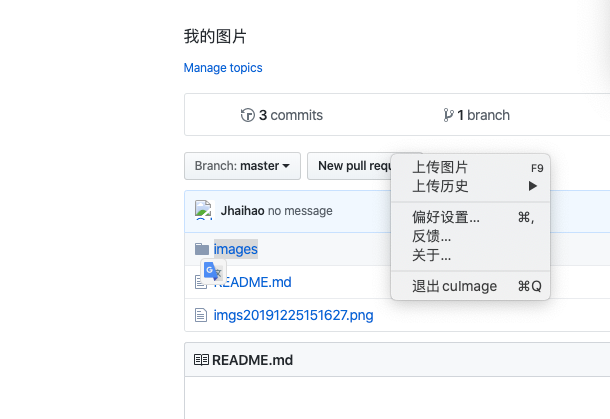 我的图片
Manage topics
3 commits
1 branch
Branch: master
New pull requ
上传图片 F9
上传历史
偏好设置... ⌘,
反馈...
关于...
退出 cuImage ⌘Q
Jhaihao no message
images
README.md
imgs20191225151627.png
README.md